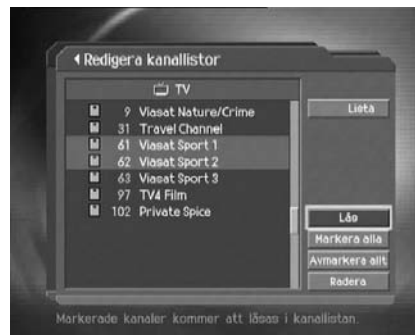 Redigera kanallistor
TV
9 Viasat Nature/Crime
31 Travel Channel
61 Viasat Sport 1
62 Viasat Sport 2
63 Viasat Sport 3
97 TV4 Film
102 Private Spice
Lista
Lås
Markera alla
Avmarkera allt
Radera
Markerade kanaler kommer att låsas i kanallistan.